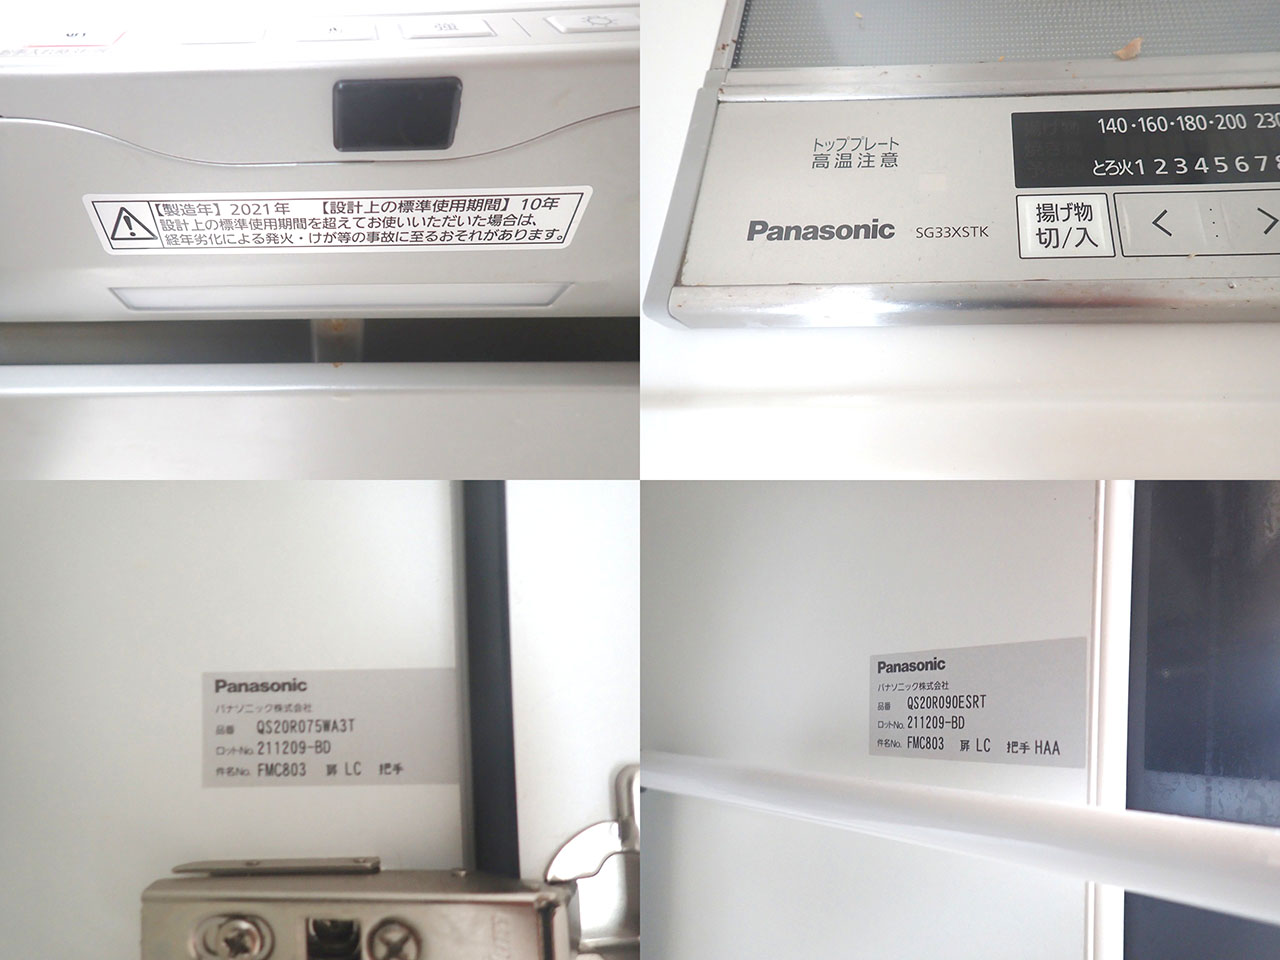 強
【製造年】2021年 【設計上の標準使用期間】10年
設計上の標準使用期間を超えてお使いいただいた場合は、
経年劣化による発火・けが等の事故に至るおそれがあります。
トッププレート
高温注意
揚げ物
140・160・180・200 230
とろ火 1 2 3 4 5 6 7 8
Panasonic SG33XSTK
揚げ物
切/入
Panasonic
パナソニック株式会社
品番 QS20R075WA3T
ロットNo. 211209-BD
件名No. FMC803 扉 LC 把手
Panasonic
パナソニック株式会社
品番 QS20R090ESRT
ロットNo. 211209-BD
件名No. FMC803 扉 LC 把手 HAA